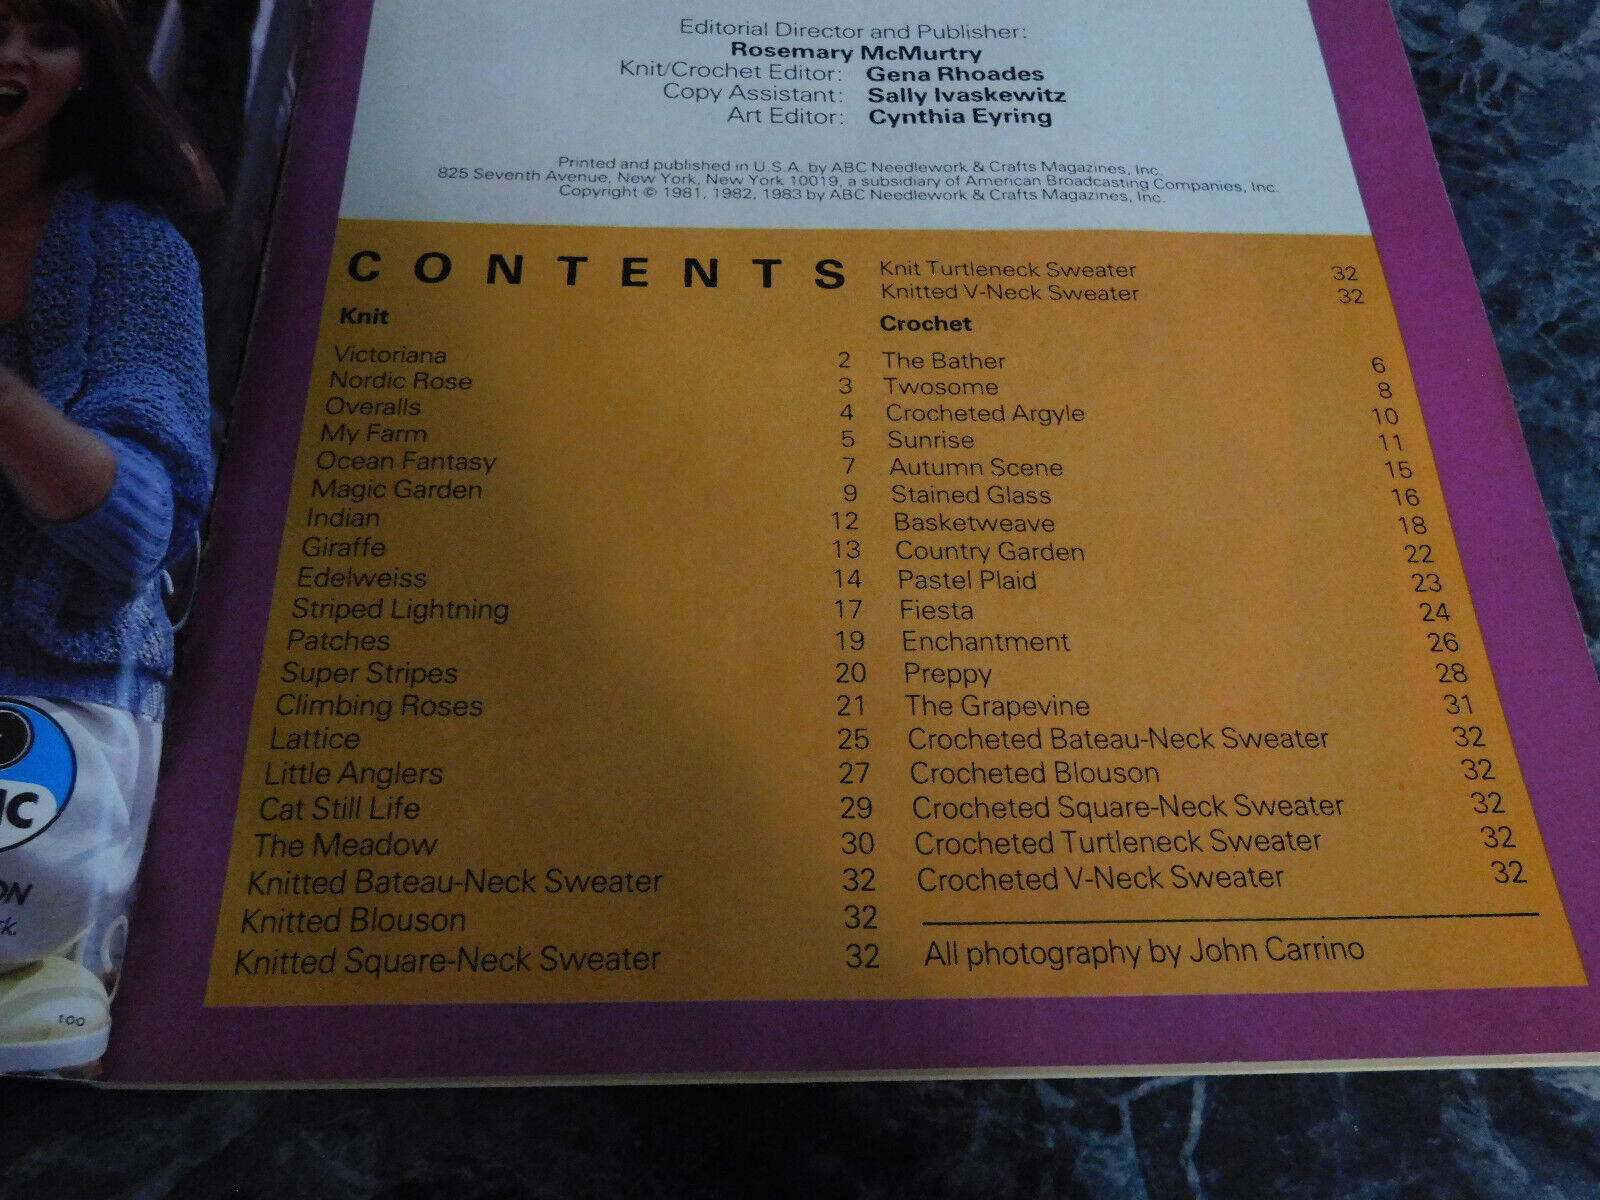 Editorial Director and Publisher:
Rosemary McMurtry
Knit/Crochet Editor: Gena Rhoades
Copy Assistant: Sally Ivaskewitz
Art Editor: Cynthia Eyring
Printed and published in U.S.A. by ABC Needlework & Crafts Magazines, Inc.
825 Seventh Avenue, New York, New York 10019, a subsidiary of American Broadcasting Companies, Inc.
Copyright © 1981, 1982, 1983 by ABC Needlework & Crafts Magazines, Inc.
CONTENTS
Knit
Victoriana 2
Nordic Rose 3
Overalls 4
My Farm 5
Ocean Fantasy 7
Magic Garden 9
Indian 12
Giraffe 13
Edelweiss 14
Striped Lightning 17
Patches 19
Super Stripes 20
Climbing Roses 21
Lattice 25
Little Anglers 27
Cat Still Life 29
The Meadow 30
Knitted Bateau-Neck Sweater 32
Knitted Blouson 32
Knitted Square-Neck Sweater 32
Knit Turtleneck Sweater 32
Knitted V-Neck Sweater 32
Crochet
The Bather 6
Twosome 8
Crocheted Argyle 10
Sunrise 11
Autumn Scene 15
Stained Glass 16
Basketweave 18
Country Garden 22
Pastel Plaid 23
Fiesta 24
Enchantment 26
Preppy 28
The Grapevine 31
Crocheted Bateau-Neck Sweater 32
Crocheted Blouson 32
Crocheted Square-Neck Sweater 32
Crocheted Turtleneck Sweater 32
Crocheted V-Neck Sweater 32
All photography by John Carrino
IC
ON
rk.
100